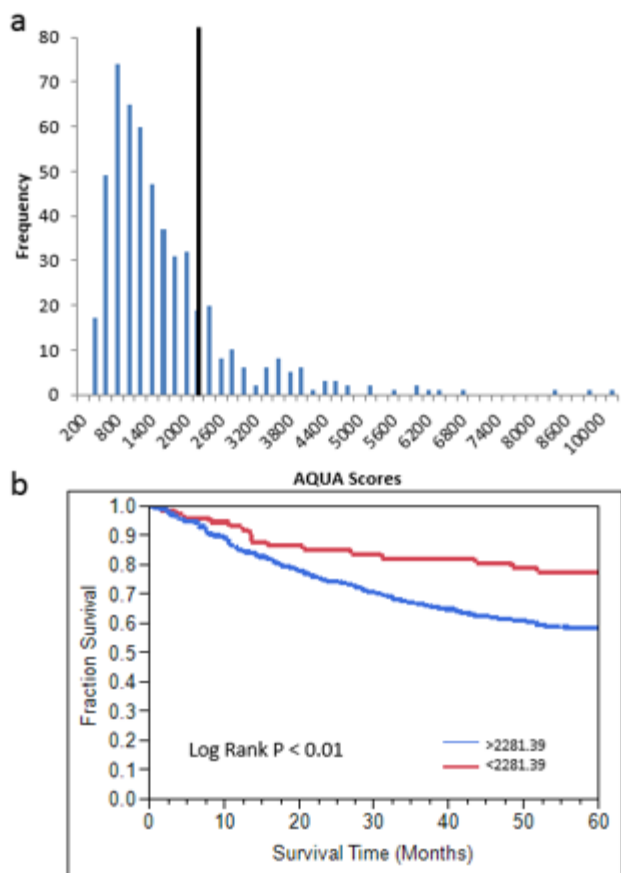 a
80
70
60
50
40
30
20
10
0
Frequency
200 800 1400 2000 2600 3200 3800 4400 5000 5600 6200 6800 7400 8000 8600 10000
AQUA Scores
b
1.0
0.9
0.8
0.7
0.6
0.5
0.4
0.3
0.2
0.1
0.0
Fraction Survival
Log Rank P < 0.01
>2281.39
<2281.39
0 10 20 30 40 50 60
Survival Time (Months)